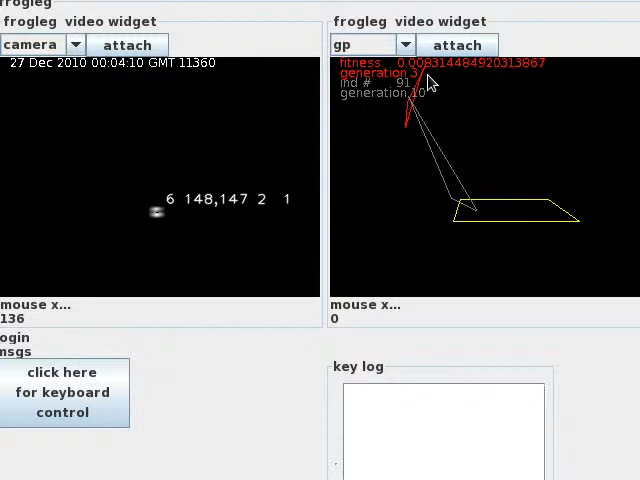 frogleg
frogleg video widget
camera
attach
27 Dec 2010 00:04:10 GMT 11360
6 148,147 2 1
mouse x...
136
frogleg video widget
gp
attach
fitness 0.008314484920313867
generation 37
ind # 91
generation 10
mouse x...
0
ogin
msgs
click here
for keyboard
control
key log